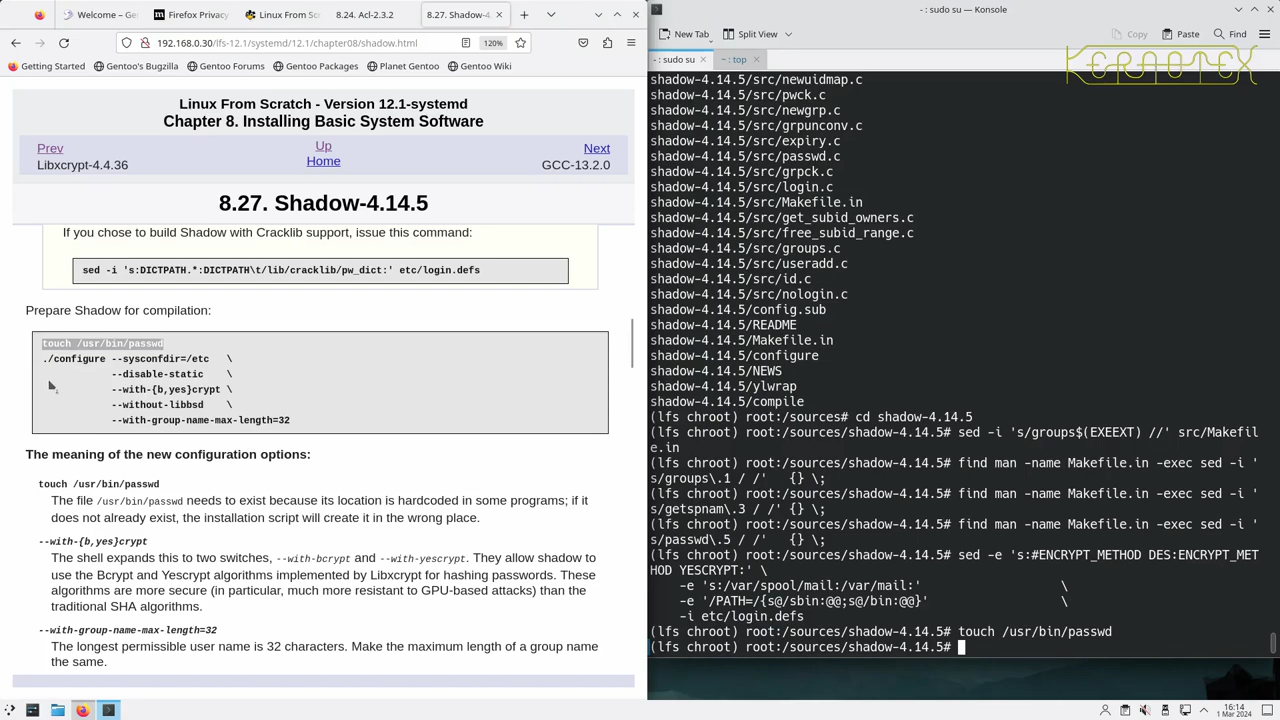 Welcome – Ge
Firefox Privacy
Linux From Scr
8.24. Acl-2.3.2
8.27. Shadow-4.
192.168.0.30/lfs-12.1/systemd/12.1/chapter08/shadow.html
120%
Getting Started
Gentoo's Bugzilla
Gentoo Forums
Gentoo Packages
Planet Gentoo
Gentoo Wiki
Linux From Scratch - Version 12.1-systemd
Chapter 8. Installing Basic System Software
Prev
Up
Next
Libxcrypt-4.4.36
Home
GCC-13.2.0
8.27. Shadow-4.14.5
If you chose to build Shadow with Cracklib support, issue this command:
sed -i 's:DICTPATH.*:DICTPATH\t/lib/cracklib/pw_dict:' etc/login.defs
Prepare Shadow for compilation:
touch /usr/bin/passwd
./configure --sysconfdir=/etc   \
--disable-static    \
--with-{b,yes}crypt \
--without-libbsd    \
--with-group-name-max-length=32
The meaning of the new configuration options:
touch /usr/bin/passwd
The file /usr/bin/passwd needs to exist because its location is hardcoded in some programs; if it
does not already exist, the installation script will create it in the wrong place.
--with-{b,yes}crypt
The shell expands this to two switches, --with-bcrypt and --with-yescrypt. They allow shadow to
use the Bcrypt and Yescrypt algorithms implemented by Libxcrypt for hashing passwords. These
algorithms are more secure (in particular, much more resistant to GPU-based attacks) than the
traditional SHA algorithms.
--with-group-name-max-length=32
The longest permissible user name is 32 characters. Make the maximum length of a group name
the same.
- : sudo su — Konsole
New Tab
Split View
Copy
Paste
Find
- : sudo su
~ : top
KERNOTEX
shadow-4.14.5/src/newuidmap.c
shadow-4.14.5/src/pwck.c
shadow-4.14.5/src/newgrp.c
shadow-4.14.5/src/grpunconv.c
shadow-4.14.5/src/expiry.c
shadow-4.14.5/src/passwd.c
shadow-4.14.5/src/grpck.c
shadow-4.14.5/src/login.c
shadow-4.14.5/src/Makefile.in
shadow-4.14.5/src/get_subid_owners.c
shadow-4.14.5/src/free_subid_range.c
shadow-4.14.5/src/groups.c
shadow-4.14.5/src/useradd.c
shadow-4.14.5/src/id.c
shadow-4.14.5/src/nologin.c
shadow-4.14.5/config.sub
shadow-4.14.5/README
shadow-4.14.5/Makefile.in
shadow-4.14.5/configure
shadow-4.14.5/NEWS
shadow-4.14.5/ylwrap
shadow-4.14.5/compile
(lfs chroot) root:/sources# cd shadow-4.14.5
(lfs chroot) root:/sources/shadow-4.14.5# sed -i 's/groups$(EXEEXT) //' src/Makefil
e.in
(lfs chroot) root:/sources/shadow-4.14.5# find man -name Makefile.in -exec sed -i '
s/groups\.1 / /'   {} \;
(lfs chroot) root:/sources/shadow-4.14.5# find man -name Makefile.in -exec sed -i '
s/getspnam\.3 / /' {} \;
(lfs chroot) root:/sources/shadow-4.14.5# find man -name Makefile.in -exec sed -i '
s/passwd\.5 / /'   {} \;
(lfs chroot) root:/sources/shadow-4.14.5# sed -e 's:#ENCRYPT_METHOD DES:ENCRYPT_MET
HOD YESCRYPT:' \
-e 's:/var/spool/mail:/var/mail:'                   \
-e '/PATH=/{s@/sbin:@@;s@/bin:@@}'                  \
-i etc/login.defs
(lfs chroot) root:/sources/shadow-4.14.5# touch /usr/bin/passwd
(lfs chroot) root:/sources/shadow-4.14.5#
16:14
1 Mar 2024